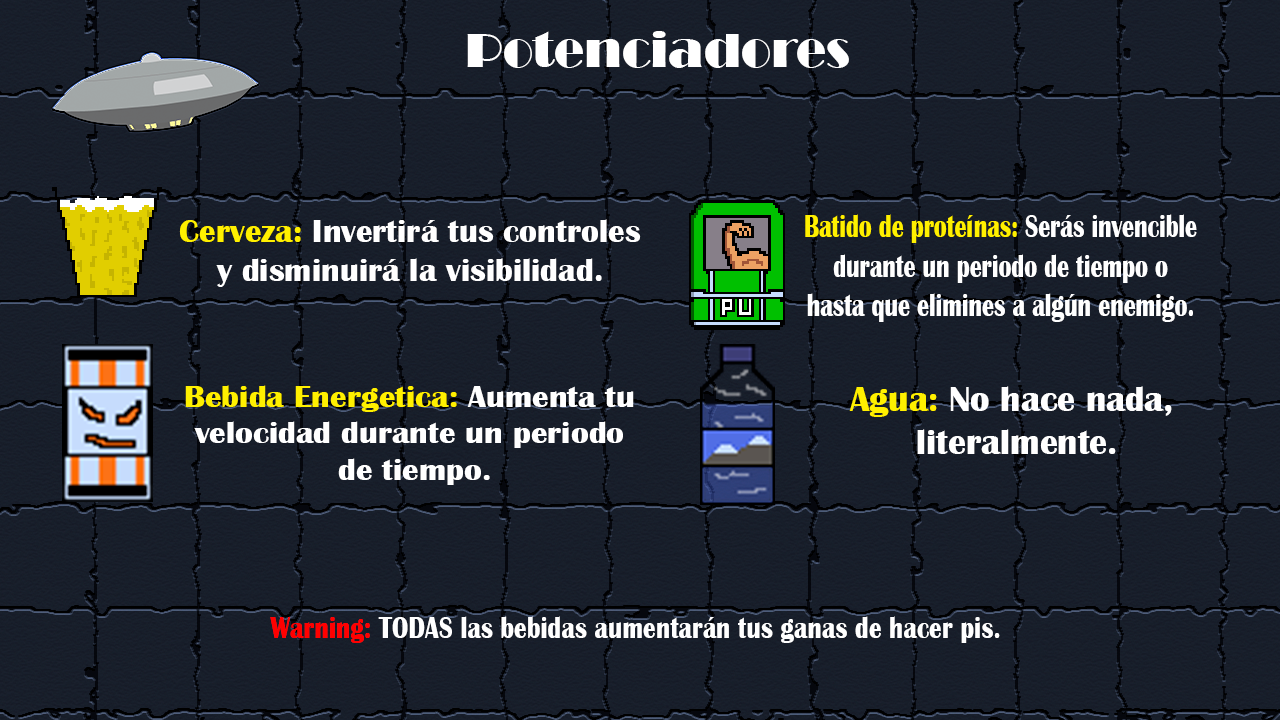 Potenciadores
Cerveza: Invertirá tus controles
y disminuirá la visibilidad.
Batido de proteínas: Serás invencible
durante un periodo de tiempo o
hasta que elimines a algún enemigo.
PU
Bebida Energetica: Aumenta tu
velocidad durante un periodo
de tiempo.
Agua: No hace nada,
literalmente.
Warning: TODAS las bebidas aumentarán tus ganas de hacer pis.